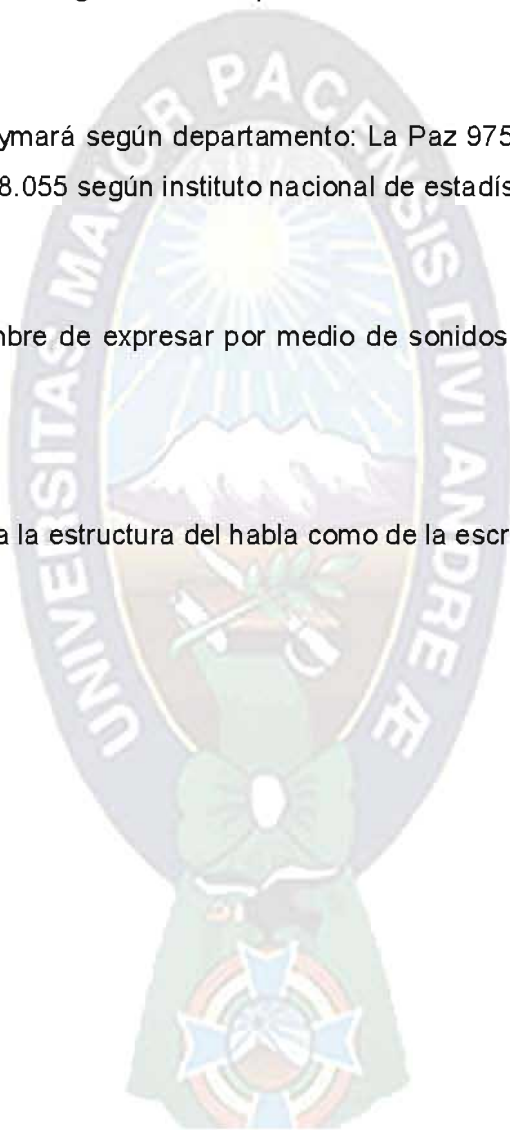 ymará según departamento: La Paz 975
8.055 según instituto nacional de estadís
mbre de expresar por medio de sonidos
a la estructura del habla como de la escr
UNIVERSITAS MAJOR PACENSIS DIVI ANDRE Æ